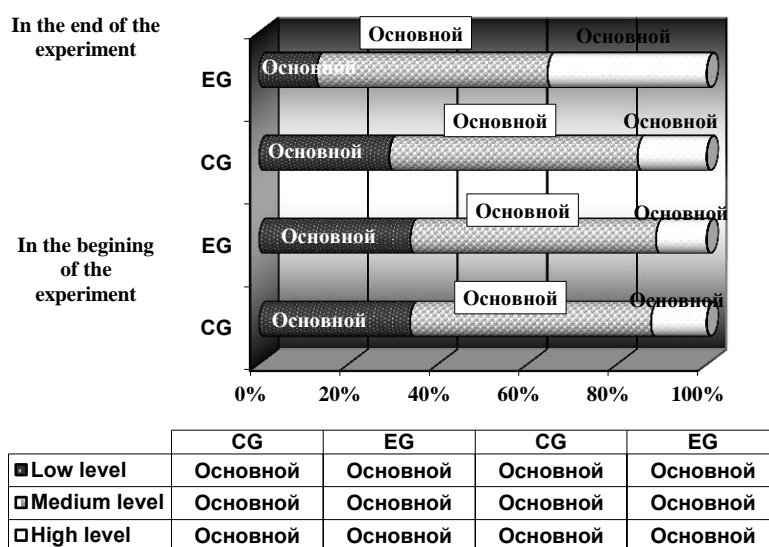 In the end of the
experiment
Основной
Основной
Основной
EG
Основной
Основной
Основной
CG
Основной
Основной
Основной
EG
In the begining
of the
experiment
Основной
Основной
Основной
CG
0% 20% 40% 60% 80% 100%
CG EG CG EG
Low level Основной Основной Основной Основной
Medium level Основной Основной Основной Основной
High level Основной Основной Основной Основной